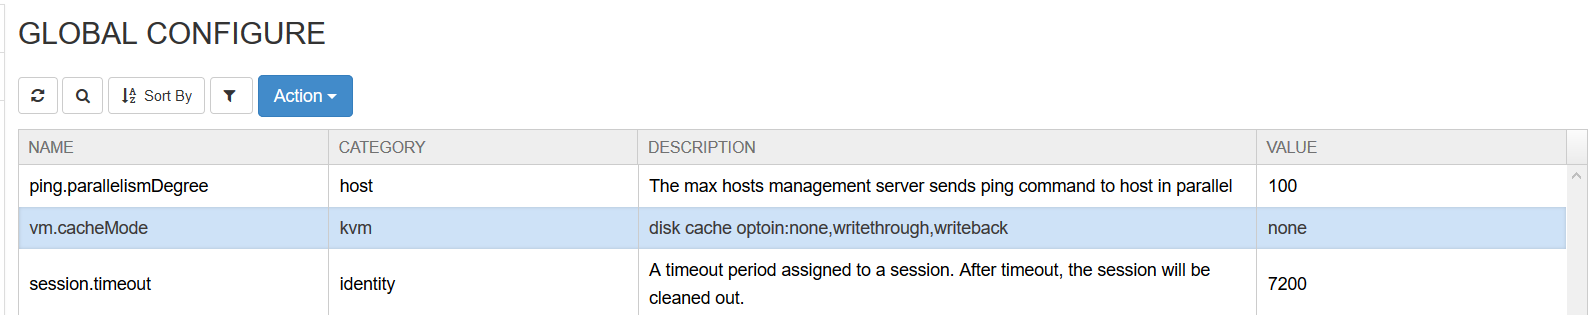 GLOBAL CONFIGURE
Sort By Action
NAME CATEGORY DESCRIPTION VALUE
ping.parallelismDegree host The max hosts management server sends ping command to host in parallel 100
vm.cacheMode kvm disk cache optoin:none,writethrough,writeback none
session.timeout identity A timeout period assigned to a session. After timeout, the session will be 7200
cleaned out.